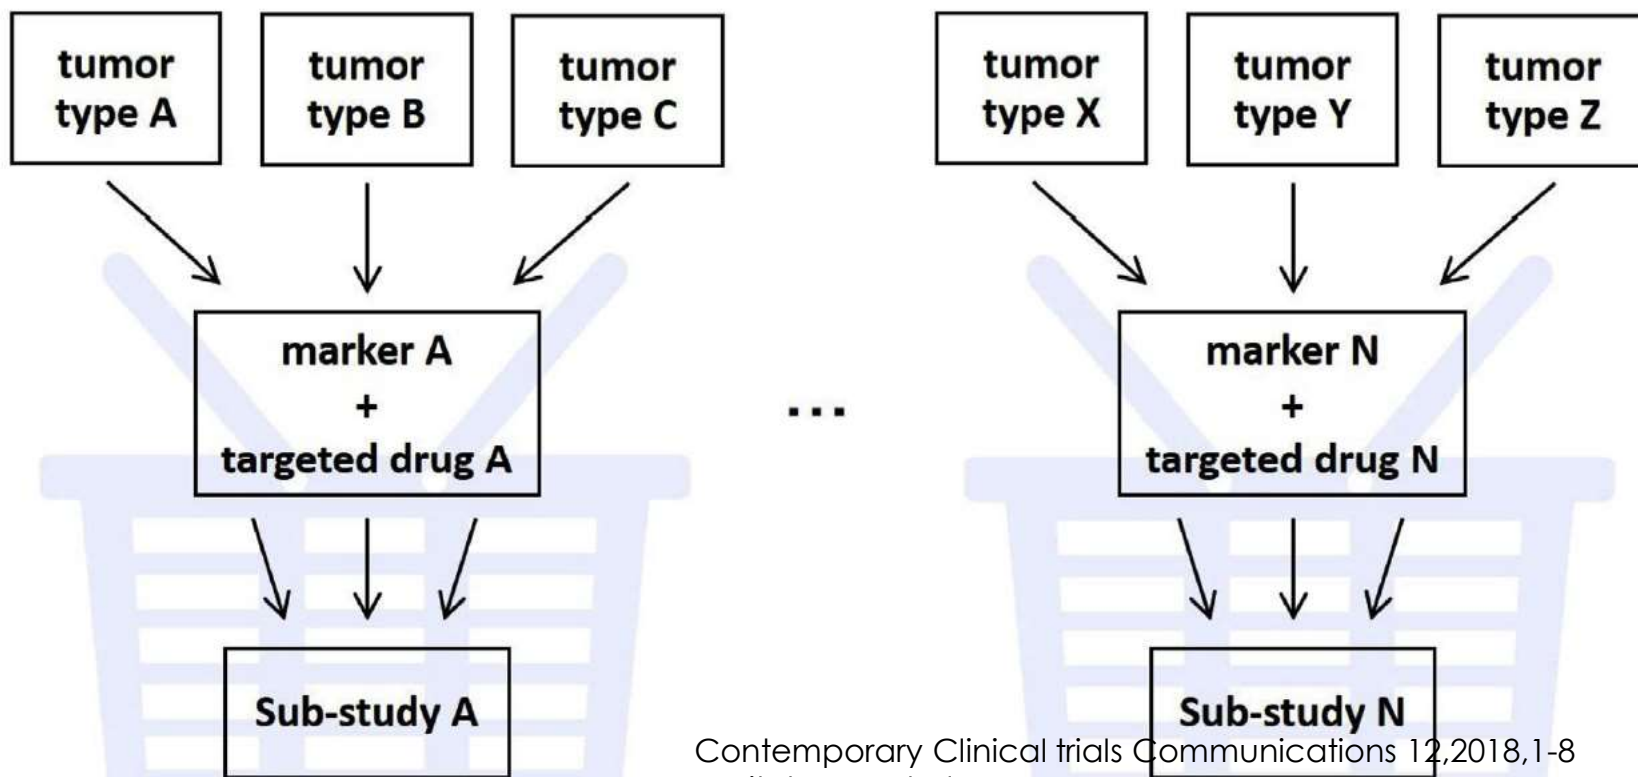 tumor
type A
tumor
type B
tumor
type C
tumor
type X
tumor
type Y
tumor
type Z
marker A
+
targeted drug A
...
marker N
+
targeted drug N
Sub-study A
Sub-study N
Contemporary Clinical trials Communications 12,2018,1-8